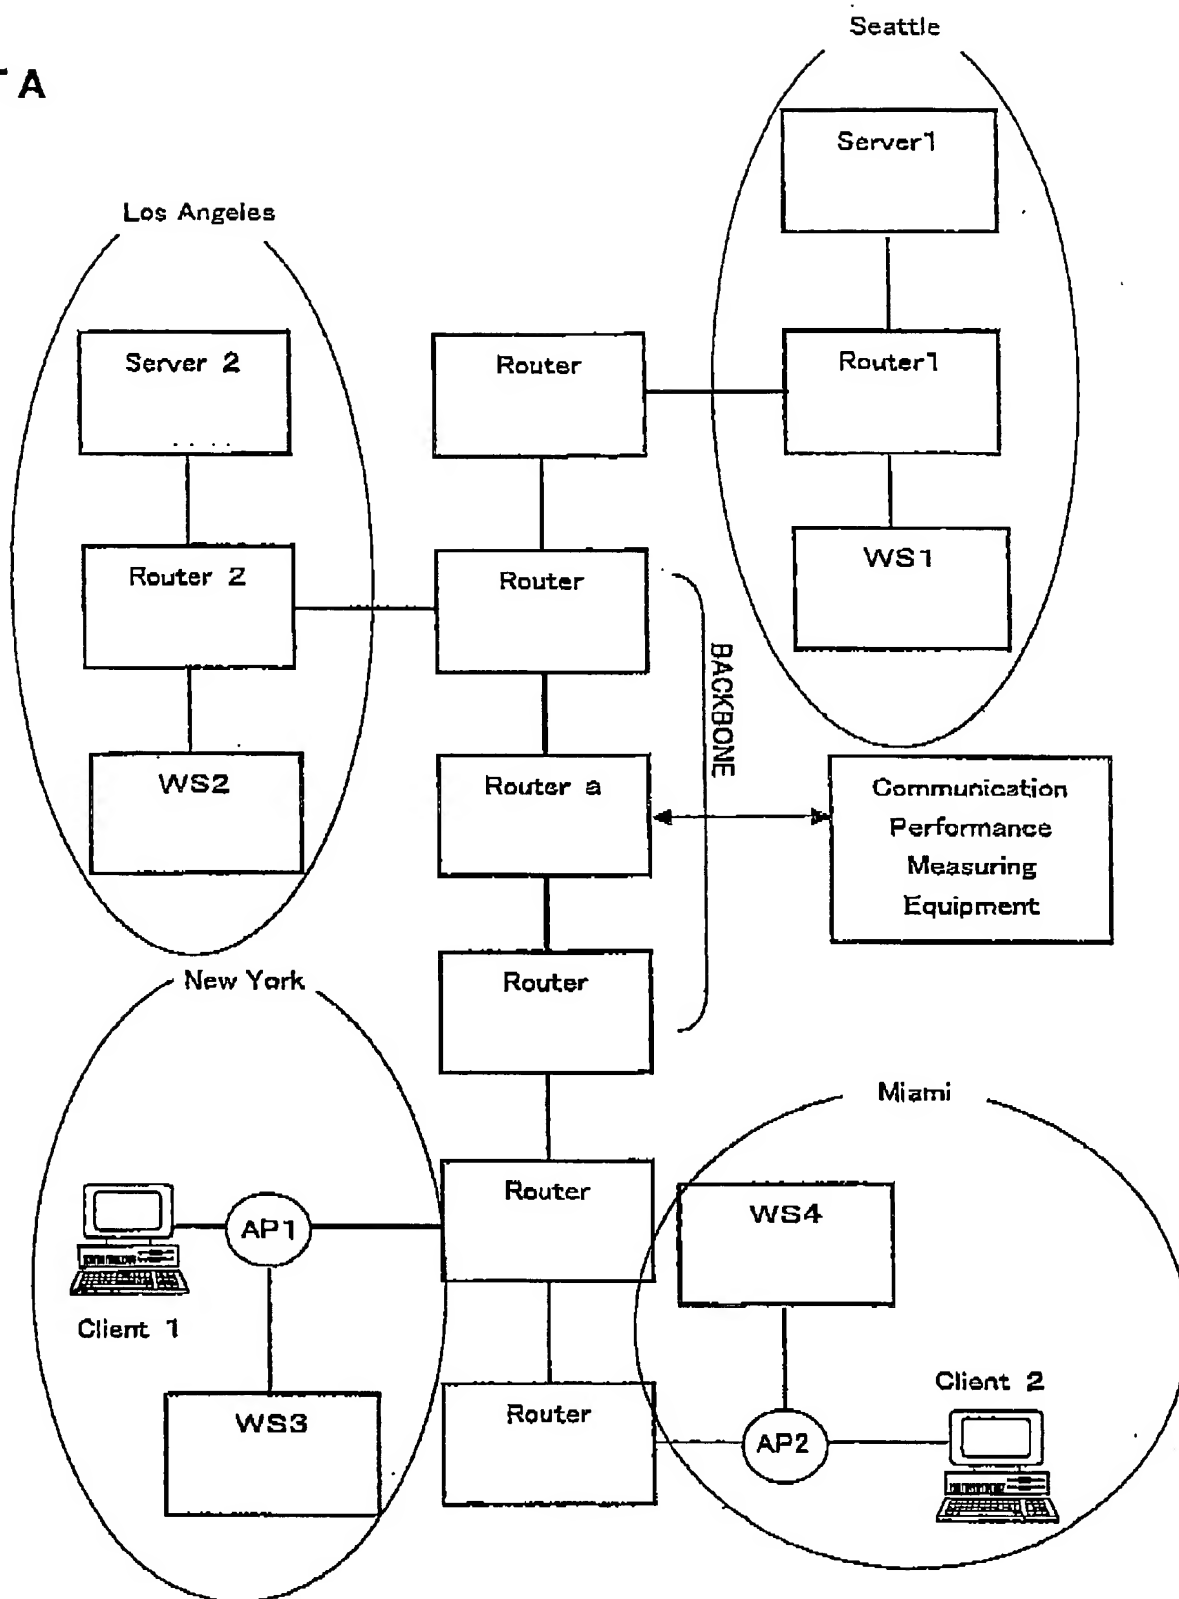 A
Seattle
Server1
Los Angeles
Server 2
Router
Router1
Router 2
Router
WS1
BACKBONE
WS2
Router a
Communication
Performance
Measuring
Equipment
Router
New York
Miami
Router
WS4
AP1
Client 1
Client 2
WS3
Router
AP2